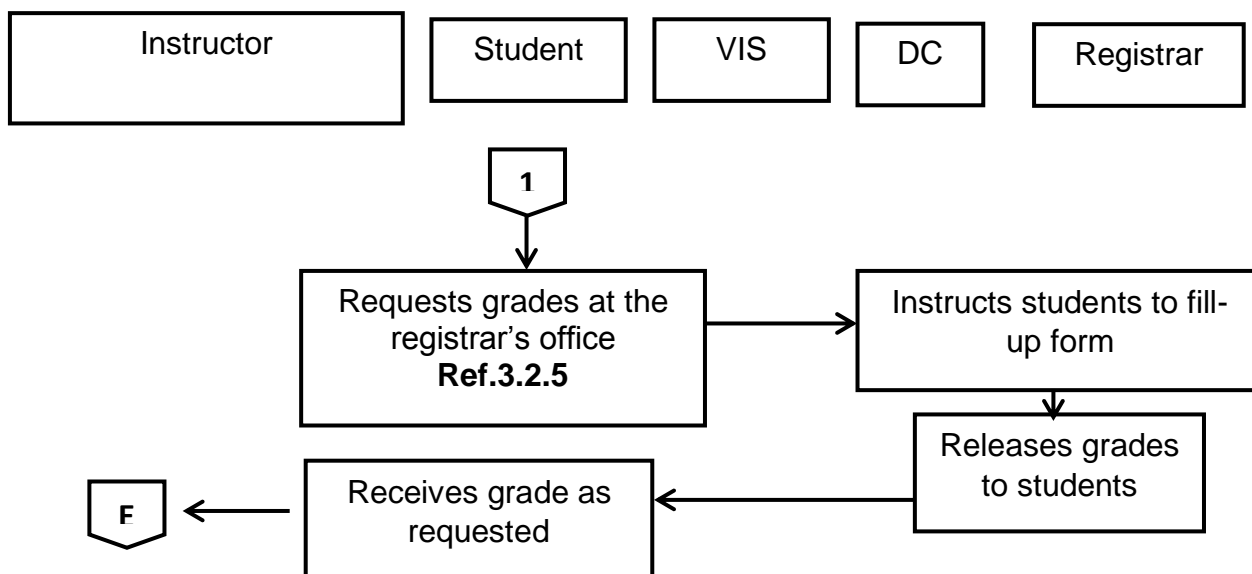 Instructor
Student
VIS
DC
Registrar
1
Requests grades at the
registrar’s office
Ref.3.2.5
Instructs students to fill-
up form
Releases grades
to students
Receives grade as
requested